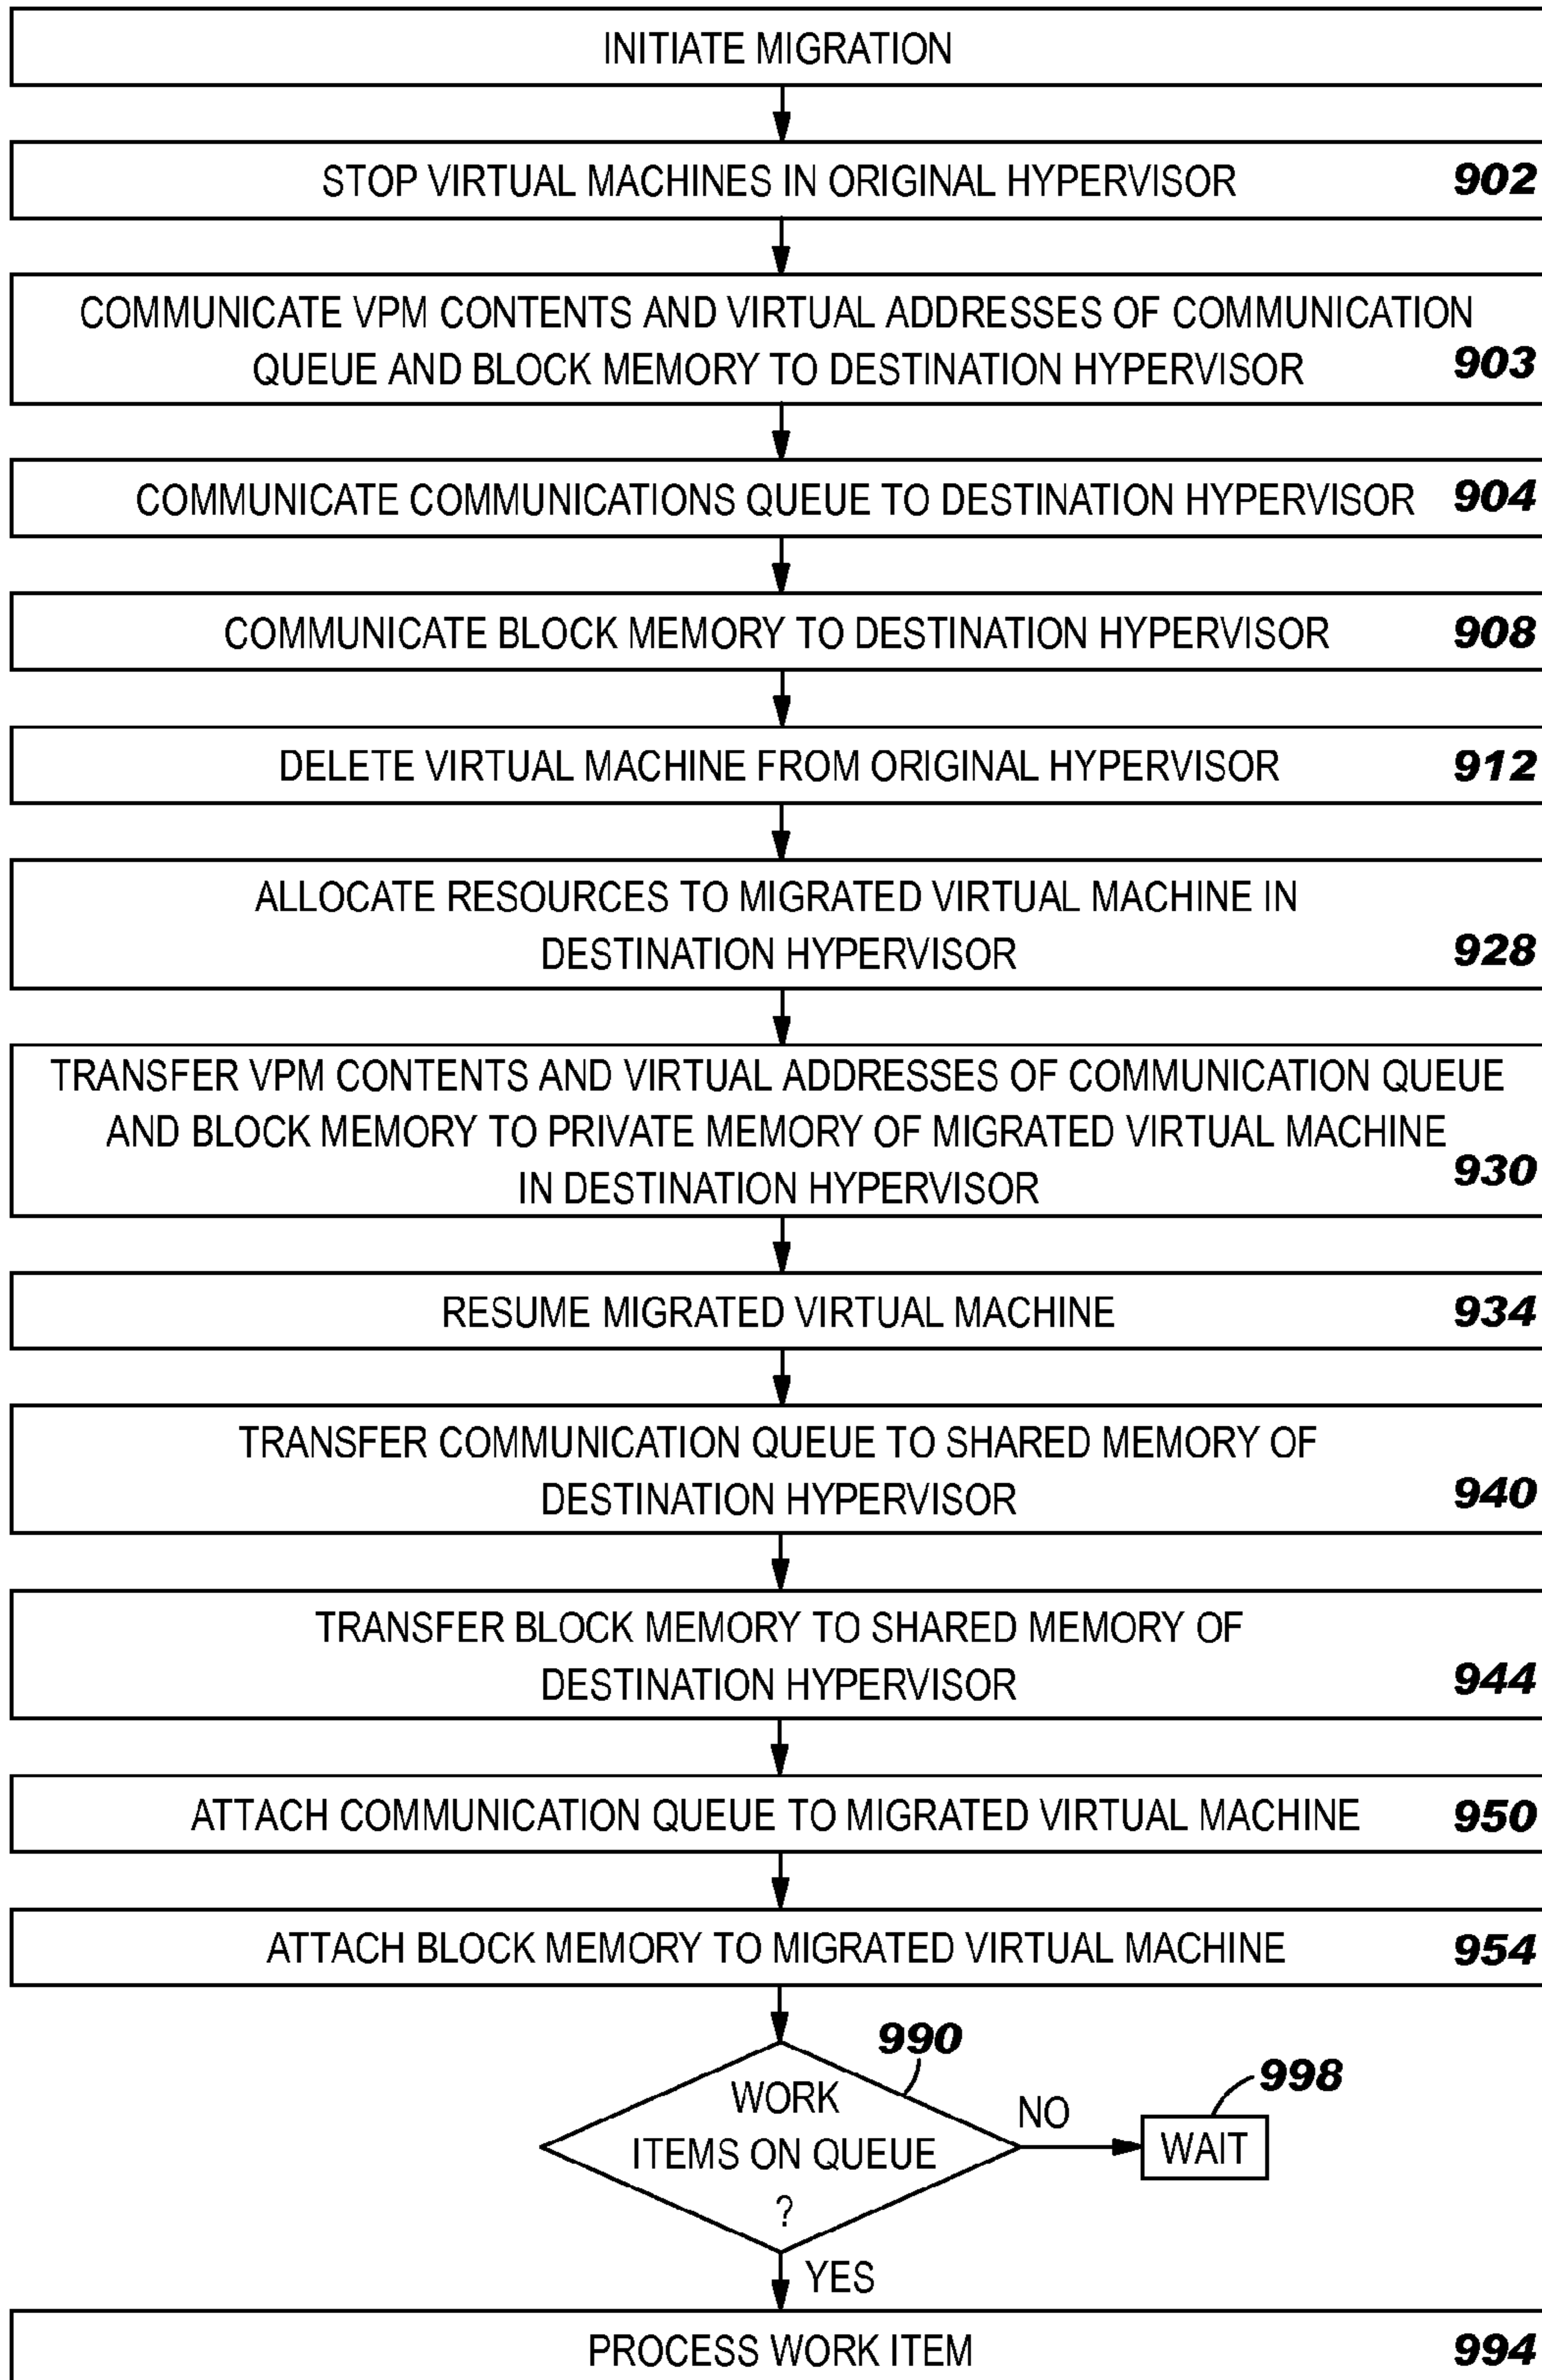 INITIATE MIGRATION
STOP VIRTUAL MACHINES IN ORIGINAL HYPERVISOR 902
COMMUNICATE VPM CONTENTS AND VIRTUAL ADDRESSES OF COMMUNICATION
QUEUE AND BLOCK MEMORY TO DESTINATION HYPERVISOR 903
COMMUNICATE COMMUNICATIONS QUEUE TO DESTINATION HYPERVISOR 904
COMMUNICATE BLOCK MEMORY TO DESTINATION HYPERVISOR 908
DELETE VIRTUAL MACHINE FROM ORIGINAL HYPERVISOR 912
ALLOCATE RESOURCES TO MIGRATED VIRTUAL MACHINE IN
DESTINATION HYPERVISOR 928
TRANSFER VPM CONTENTS AND VIRTUAL ADDRESSES OF COMMUNICATION QUEUE
AND BLOCK MEMORY TO PRIVATE MEMORY OF MIGRATED VIRTUAL MACHINE
IN DESTINATION HYPERVISOR 930
RESUME MIGRATED VIRTUAL MACHINE 934
TRANSFER COMMUNICATION QUEUE TO SHARED MEMORY OF
DESTINATION HYPERVISOR 940
TRANSFER BLOCK MEMORY TO SHARED MEMORY OF
DESTINATION HYPERVISOR 944
ATTACH COMMUNICATION QUEUE TO MIGRATED VIRTUAL MACHINE 950
ATTACH BLOCK MEMORY TO MIGRATED VIRTUAL MACHINE 954
990
WORK
ITEMS ON QUEUE
?
NO
998
WAIT
YES
PROCESS WORK ITEM 994